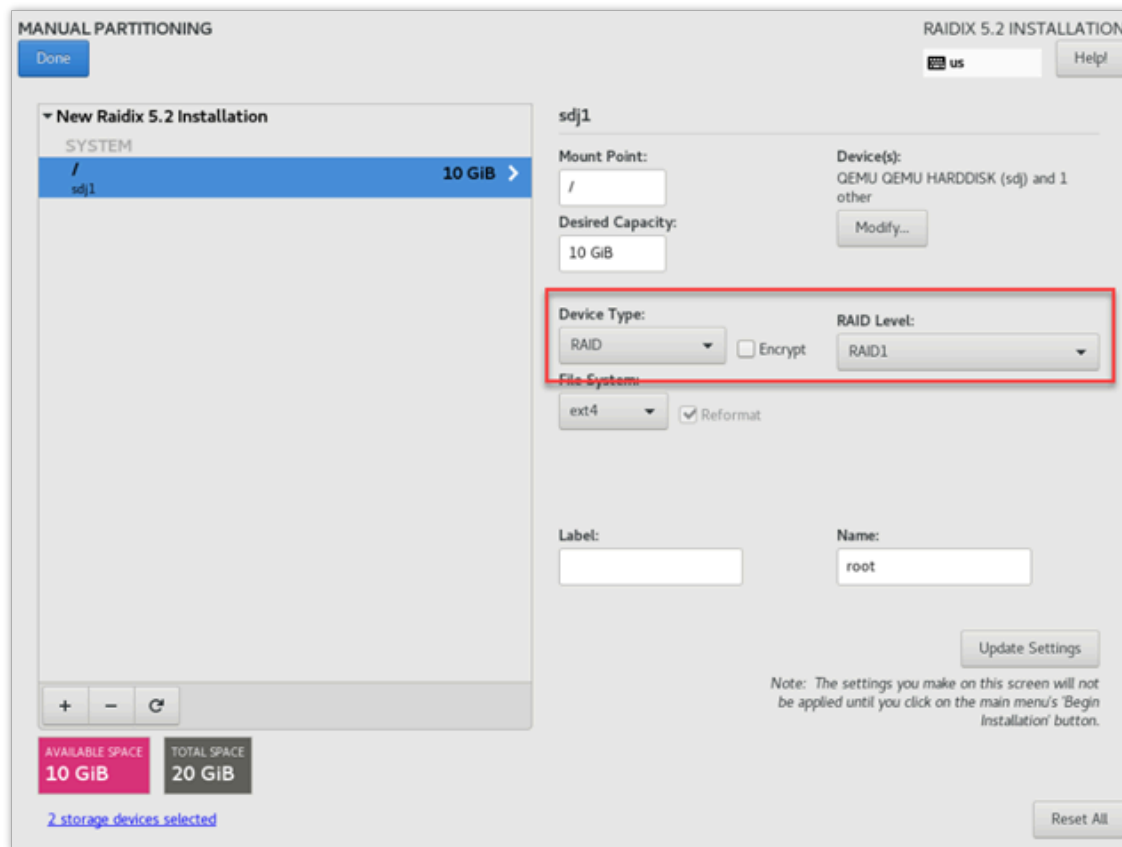 MANUAL PARTITIONING
RAIDIX 5.2 INSTALLATION
Done
us
Help!
New Raidix 5.2 Installation
SYSTEM
/
10 GiB
sdj1
sdj1
Mount Point:
/
Desired Capacity:
10 GiB
Device(s):
QEMU QEMU HARDDISK (sdj) and 1
other
Modify...
Device Type:
RAID
Encrypt
RAID Level:
RAID1
File System:
ext4
Reformat
Label:
Name:
root
Update Settings
Note: The settings you make on this screen will not
be applied until you click on the main menu's 'Begin
Installation' button.
+ −
AVAILABLE SPACE
10 GiB
TOTAL SPACE
20 GiB
2 storage devices selected
Reset All